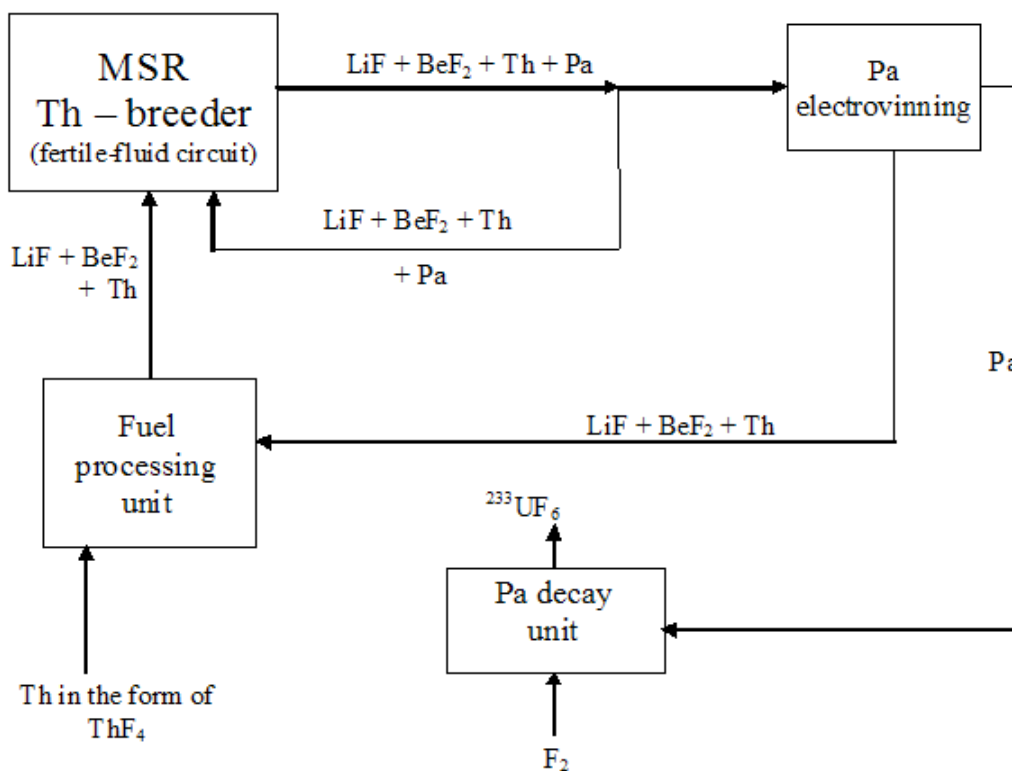 MSR
Th – breeder
(fertile-fluid circuit)
LiF + BeF₂ + Th + Pa
Pa
electrovinning
LiF + BeF₂ + Th
+ Pa
LiF + BeF₂
+ Th
Pa
Fuel
processing
unit
LiF + BeF₂ + Th
²³³UF₆
Pa decay
unit
Th in the form of
ThF₄
F₂